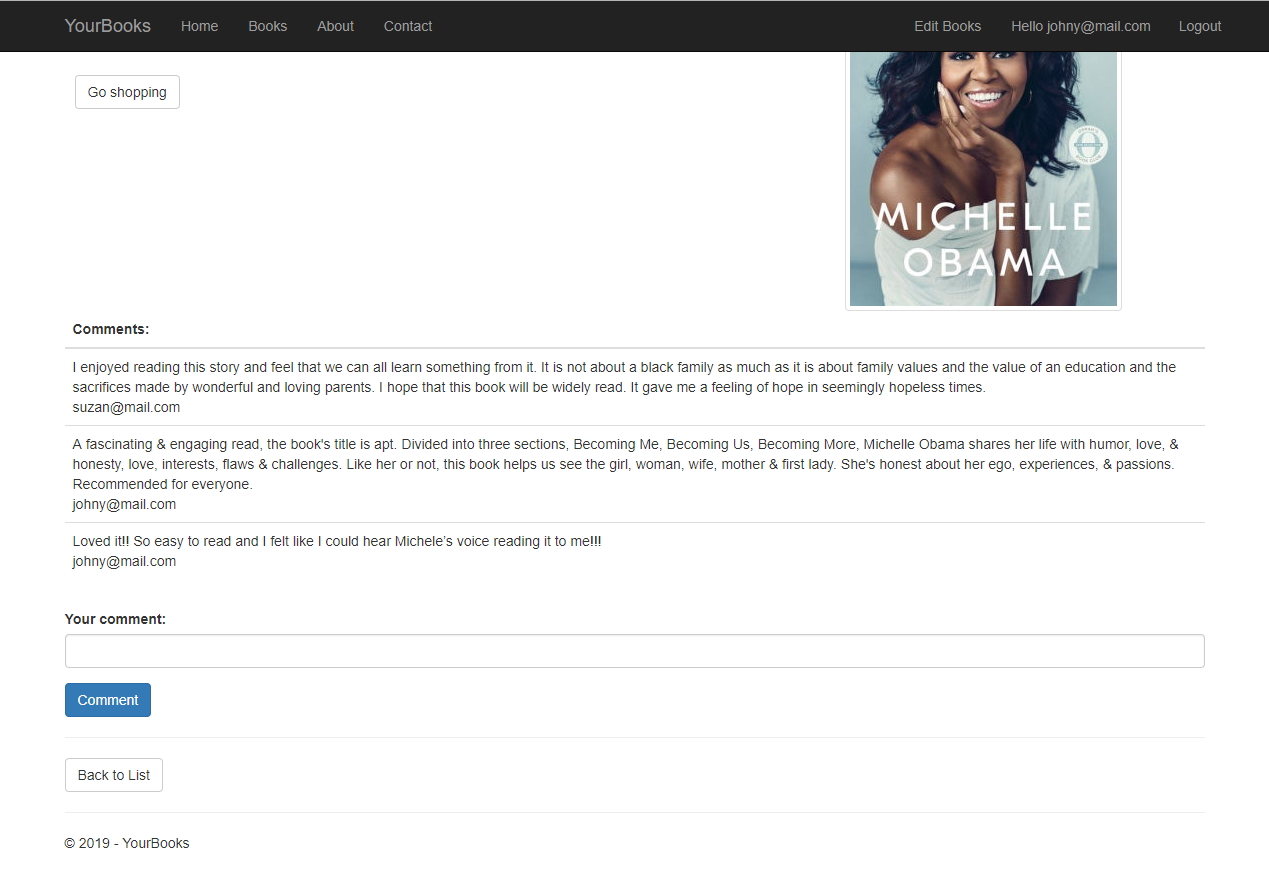 YourBooks Home Books About Contact Edit Books Hello johny@mail.com Logout
Go shopping
MICHELLE
OBAMA
Comments:
I enjoyed reading this story and feel that we can all learn something from it. It is not about a black family as much as it is about family values and the value of an education and the
sacrifices made by wonderful and loving parents. I hope that this book will be widely read. It gave me a feeling of hope in seemingly hopeless times.
suzan@mail.com
A fascinating & engaging read, the book's title is apt. Divided into three sections, Becoming Me, Becoming Us, Becoming More, Michelle Obama shares her life with humor, love, &
honesty, love, interests, flaws & challenges. Like her or not, this book helps us see the girl, woman, wife, mother & first lady. She's honest about her ego, experiences, & passions.
Recommended for everyone.
johny@mail.com
Loved it!! So easy to read and I felt like I could hear Michele’s voice reading it to me!!!
johny@mail.com
Your comment:
Comment
Back to List
© 2019 - YourBooks